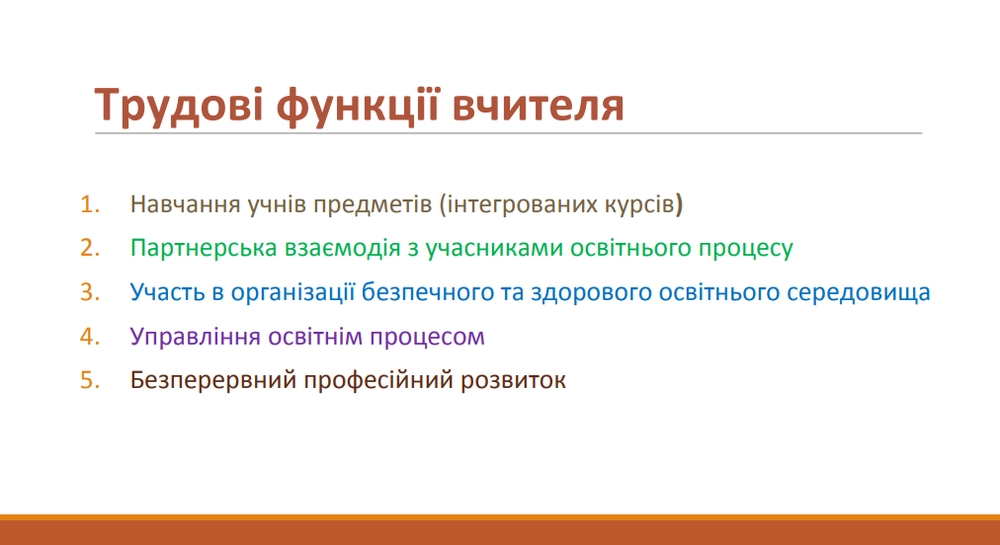 Трудові функції вчителя
1. Навчання учнів предметів (інтегрованих курсів)
2. Партнерська взаємодія з учасниками освітнього процесу
3. Участь в організації безпечного та здорового освітнього середовища
4. Управління освітнім процесом
5. Безперервний професійний розвиток